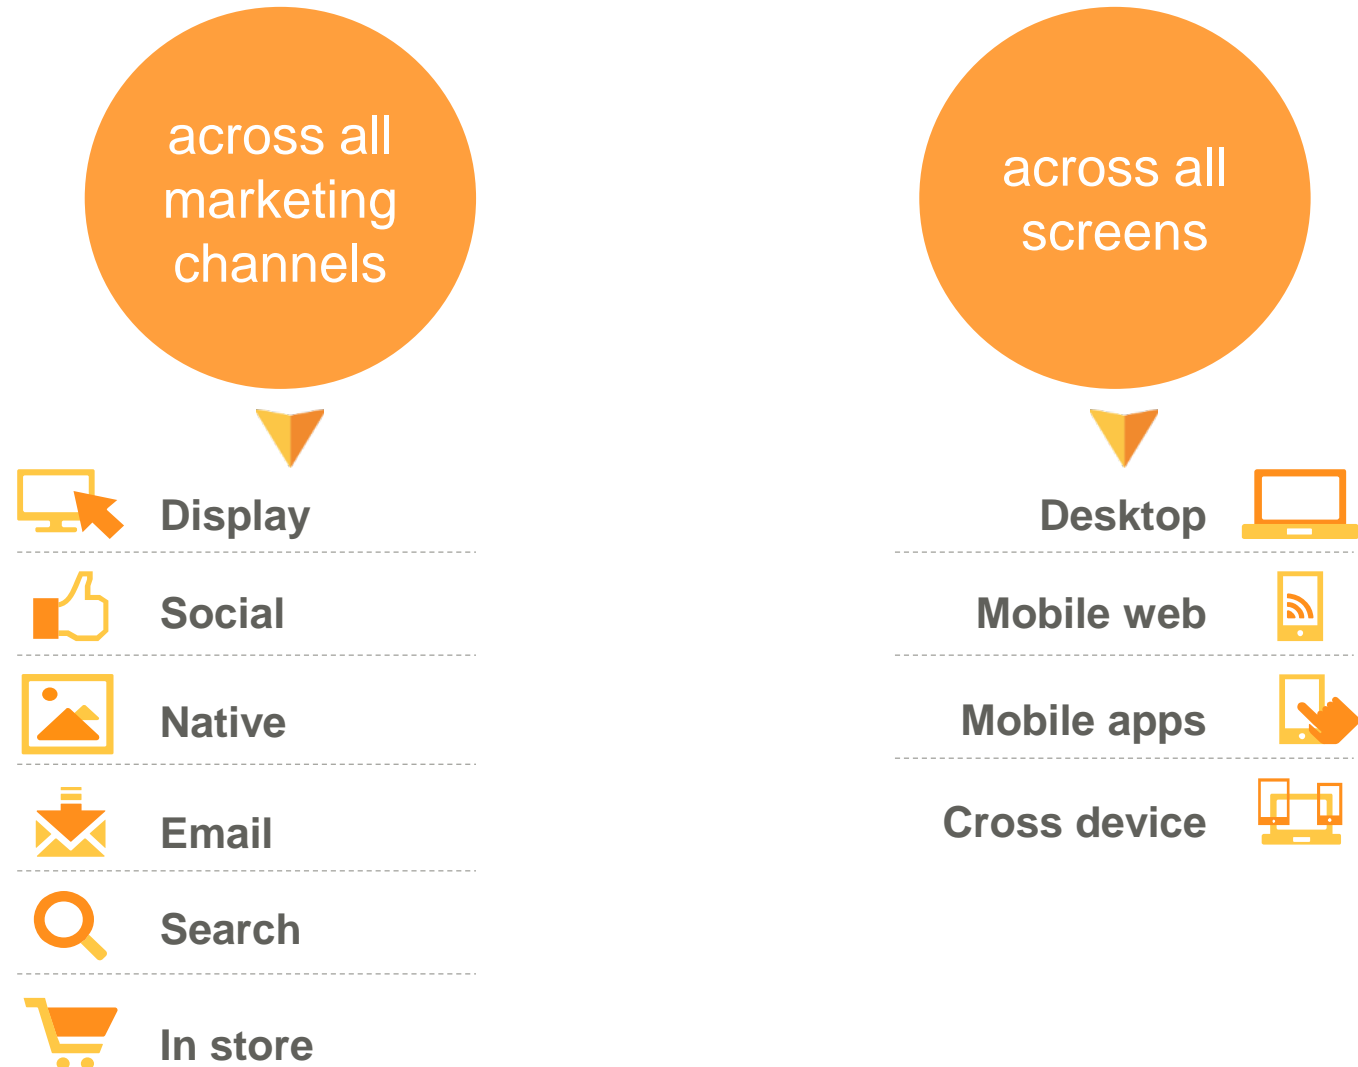 across all
marketing
channels
Display
Social
Native
Email
Search
In store
across all
screens
Desktop
Mobile web
Mobile apps
Cross device